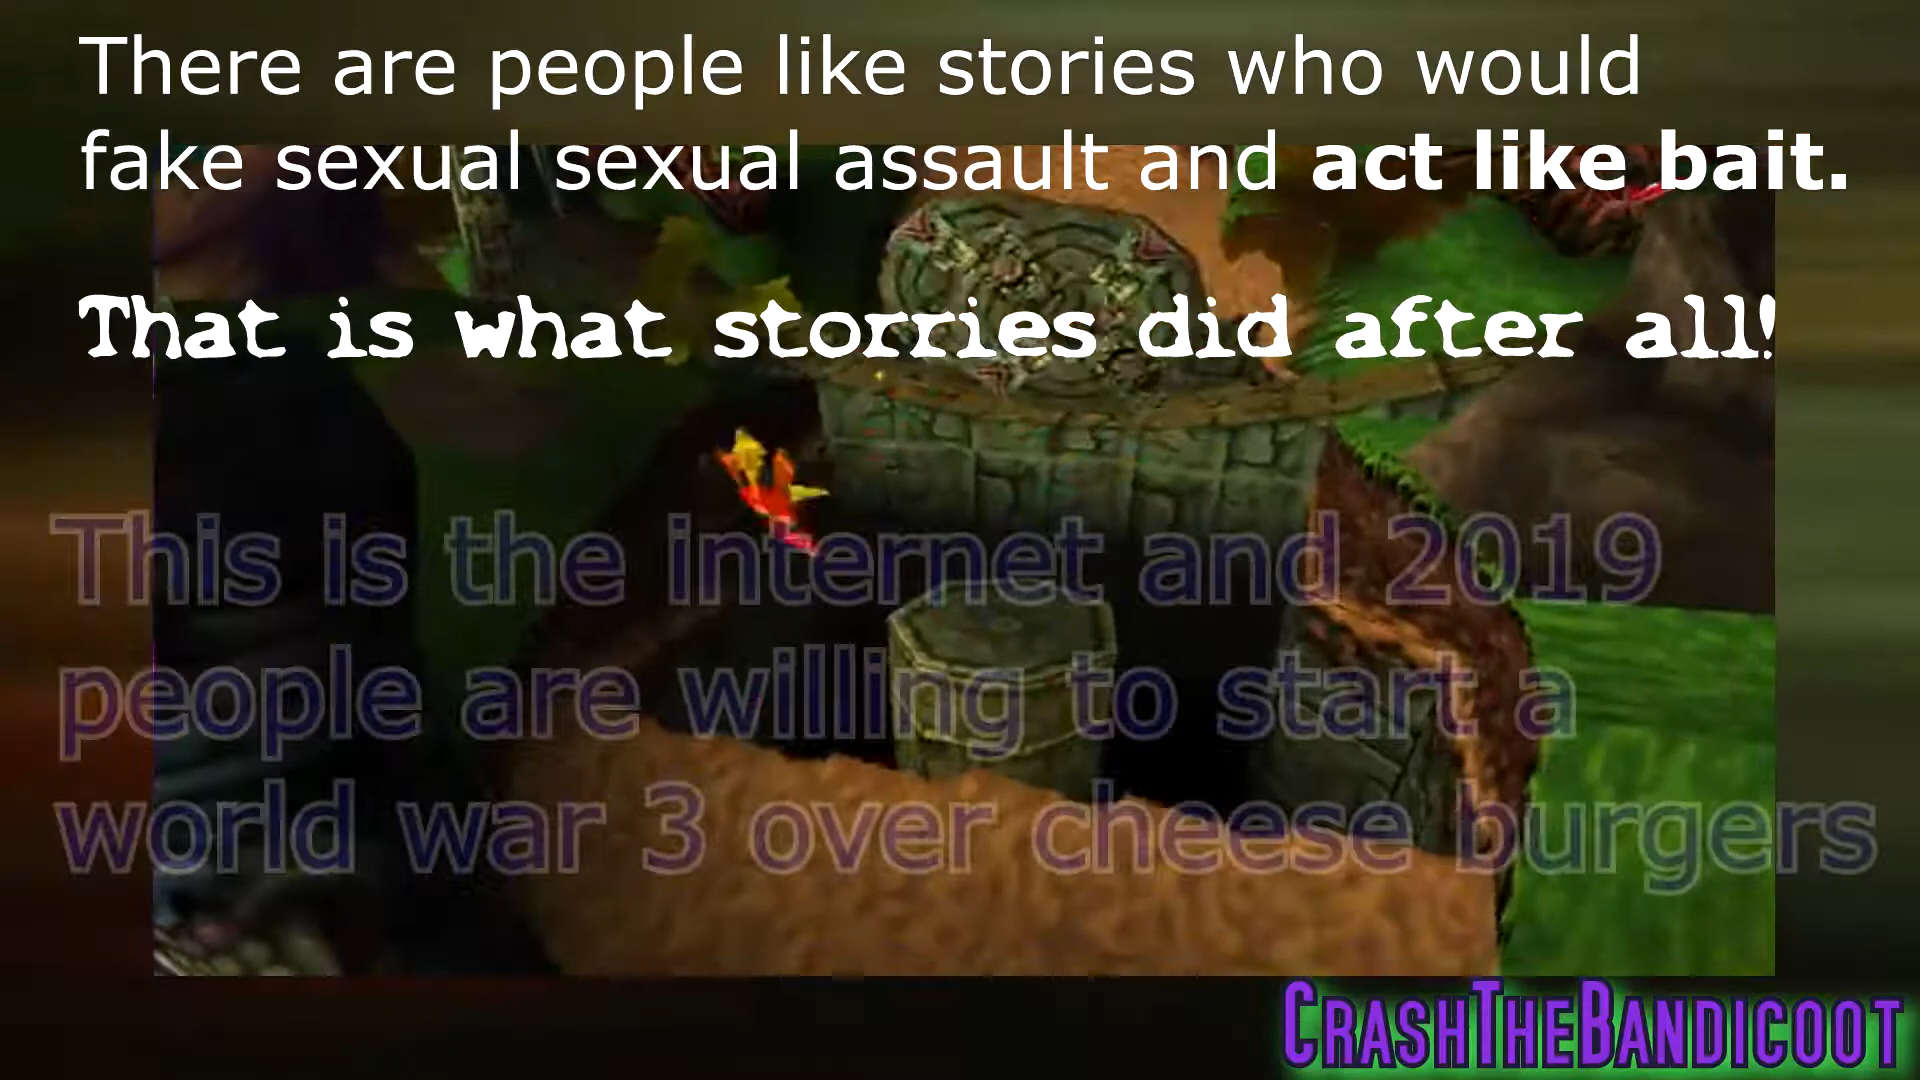 There are people like stories who would
fake sexual sexual assault and act like bait.
That is what storries did after all!
This is the internet and 2019
people are willing to start a
world war 3 over cheese burgers
CRASHTHEBANDICOOT